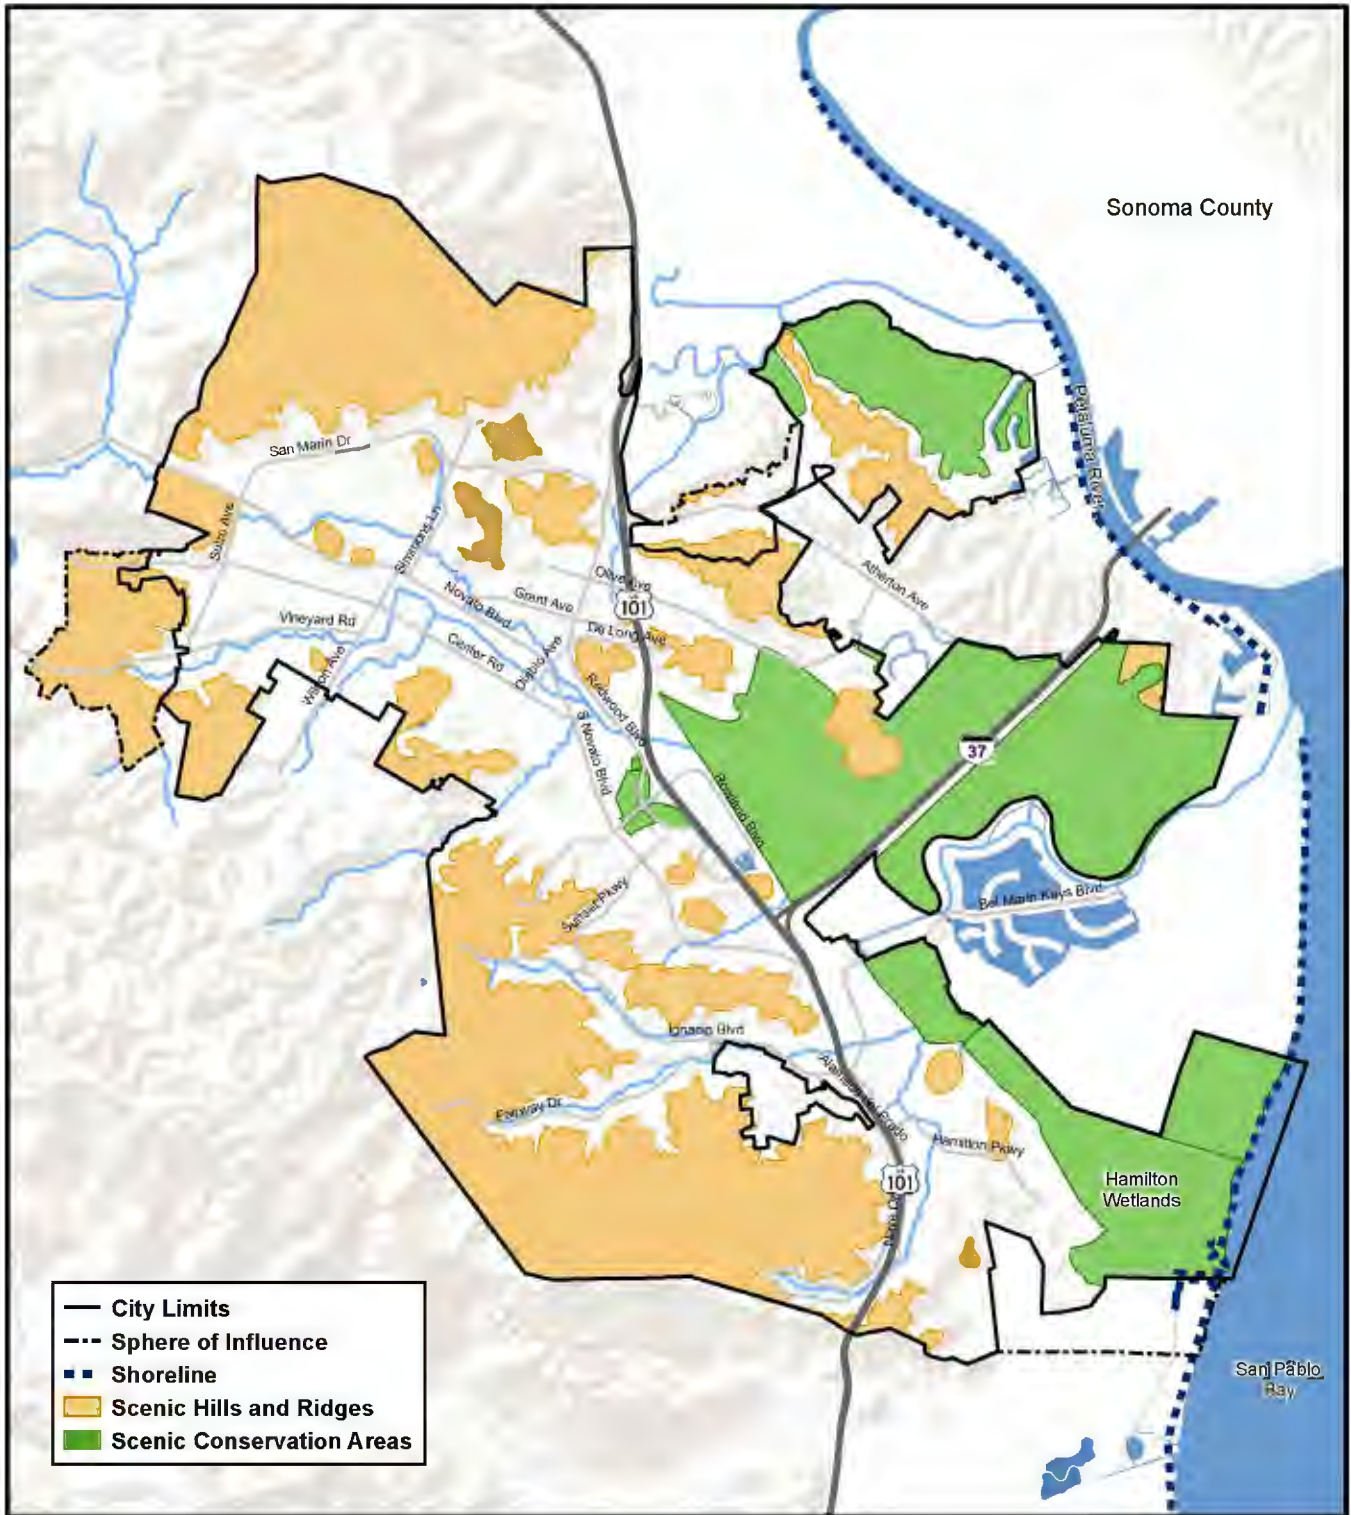 Sonoma County
Petaluma River
San Marin Dr
Sutro Ave
Simmons Ln
Olive Ave
Atherton Ave
Grant Ave
101
Novato Blvd
De Long Ave
Vineyard Rd
Center Rd
Diablo Ave
Wilson Ave
Redwood Blvd
S Novato Blvd
37
Rowland Blvd
Bel Marin Keys Blvd
Sunset Pkwy
Ignacio Blvd
Alameda del Prado
Fairway Dr
Hamilton Pkwy
101
Nave Dr
Hamilton
Wetlands
City Limits
Sphere of Influence
Shoreline
Scenic Hills and Ridges
Scenic Conservation Areas
San Pablo
Bay